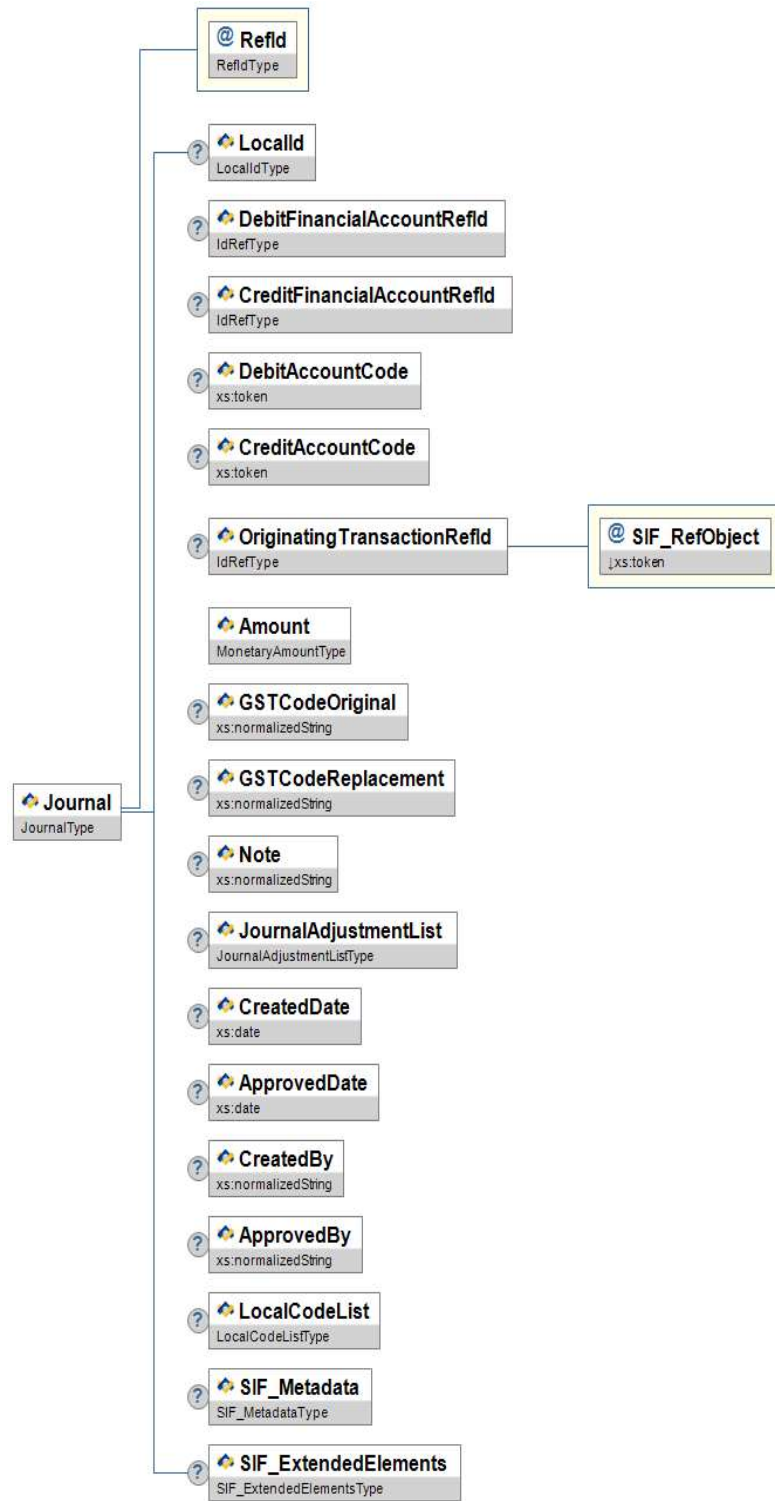 @ RefId
RefIdType
? LocalId
LocalIdType
? DebitFinancialAccountRefId
IdRefType
? CreditFinancialAccountRefId
IdRefType
? DebitAccountCode
xs:token
? CreditAccountCode
xs:token
? OriginatingTransactionRefId
IdRefType
@ SIF_RefObject
↓xs:token
Amount
MonetaryAmountType
? GSTCodeOriginal
xs:normalizedString
? GSTCodeReplacement
xs:normalizedString
Journal
JournalType
? Note
xs:normalizedString
? JournalAdjustmentList
JournalAdjustmentListType
? CreatedDate
xs:date
? ApprovedDate
xs:date
? CreatedBy
xs:normalizedString
? ApprovedBy
xs:normalizedString
? LocalCodeList
LocalCodeListType
? SIF_Metadata
SIF_MetadataType
? SIF_ExtendedElements
SIF_ExtendedElementsType